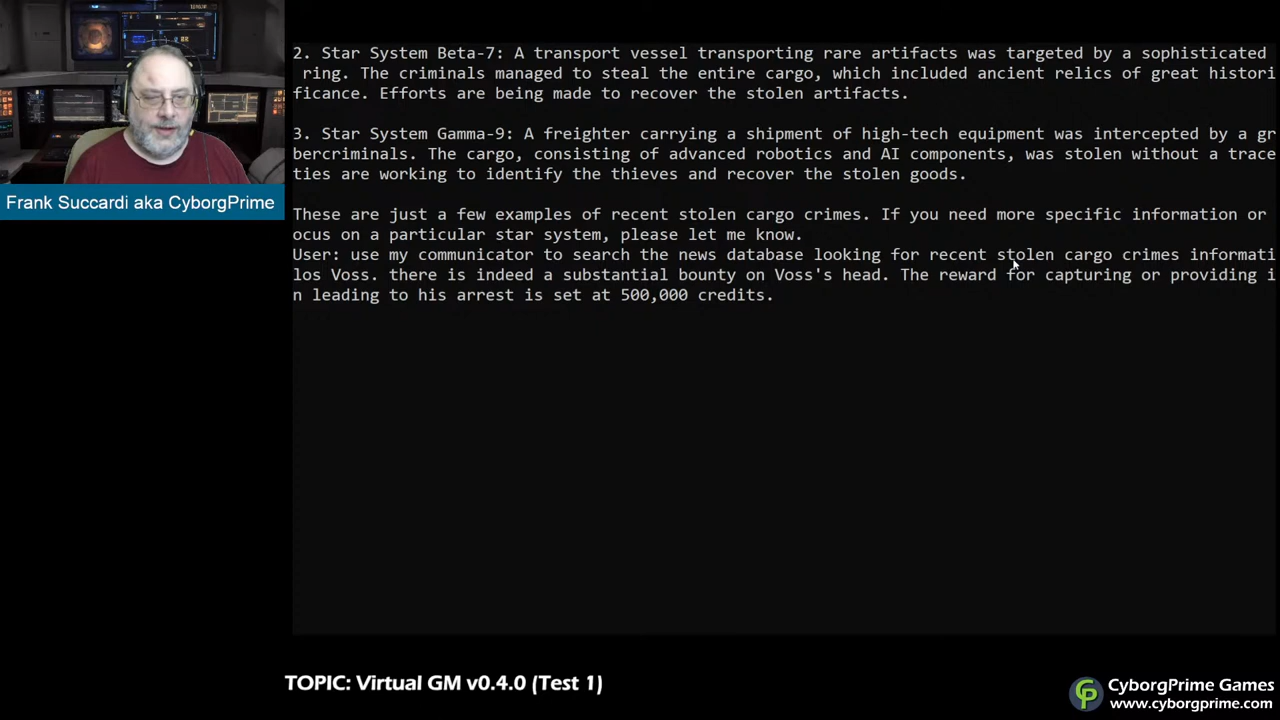 2. Star System Beta-7: A transport vessel transporting rare artifacts was targeted by a sophisticated
ring. The criminals managed to steal the entire cargo, which included ancient relics of great histori
ficance. Efforts are being made to recover the stolen artifacts.
3. Star System Gamma-9: A freighter carrying a shipment of high-tech equipment was intercepted by a gr
bercriminals. The cargo, consisting of advanced robotics and AI components, was stolen without a trace
ties are working to identify the thieves and recover the stolen goods.
Frank Succardi aka CyborgPrime
These are just a few examples of recent stolen cargo crimes. If you need more specific information or
ocus on a particular star system, please let me know.
User: use my communicator to search the news database looking for recent stolen cargo crimes informati
los Voss. there is indeed a substantial bounty on Voss's head. The reward for capturing or providing i
n leading to his arrest is set at 500,000 credits.
TOPIC: Virtual GM v0.4.0 (Test 1)
CyborgPrime Games
www.cyborgprime.com